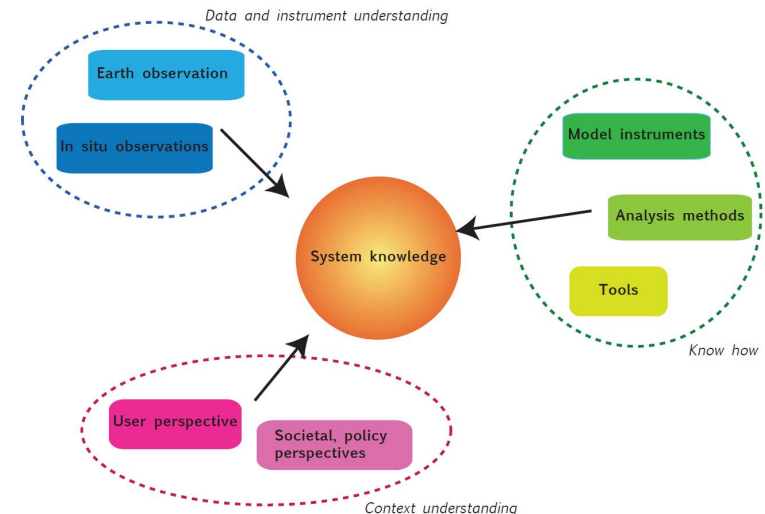 Data and instrument understanding
Earth observation
In situ observations
Model instruments
Analysis methods
System knowledge
Tools
Know how
User perspective
Societal, policy
perspectives
Context understanding